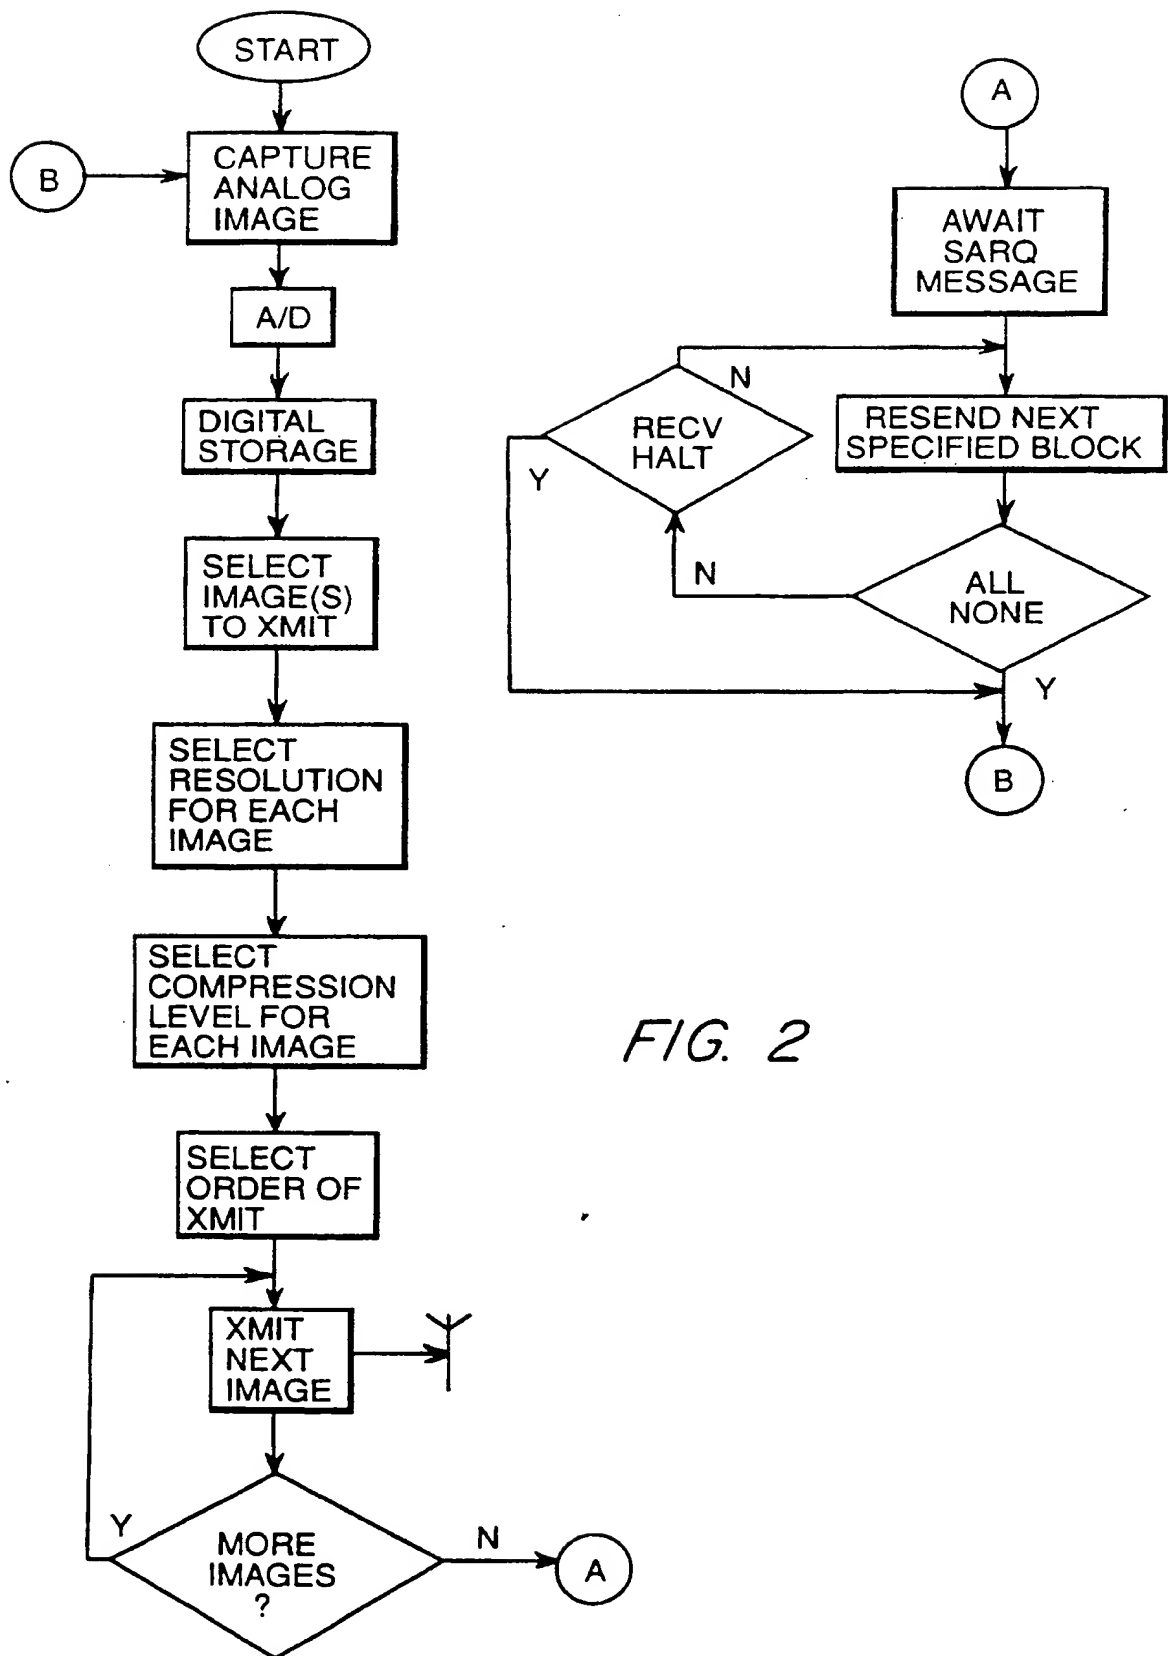 START
B
CAPTURE
ANALOG
IMAGE
A/D
DIGITAL
STORAGE
SELECT
IMAGE(S)
TO XMIT
SELECT
RESOLUTION
FOR EACH
IMAGE
SELECT
COMPRESSION
LEVEL FOR
EACH IMAGE
SELECT
ORDER OF
XMIT
XMIT
NEXT
IMAGE
MORE
IMAGES
?
Y
N
A
A
AWAIT
SARQ
MESSAGE
RESEND NEXT
SPECIFIED BLOCK
ALL
NONE
N
Y
RECV
HALT
N
Y
B
FIG. 2